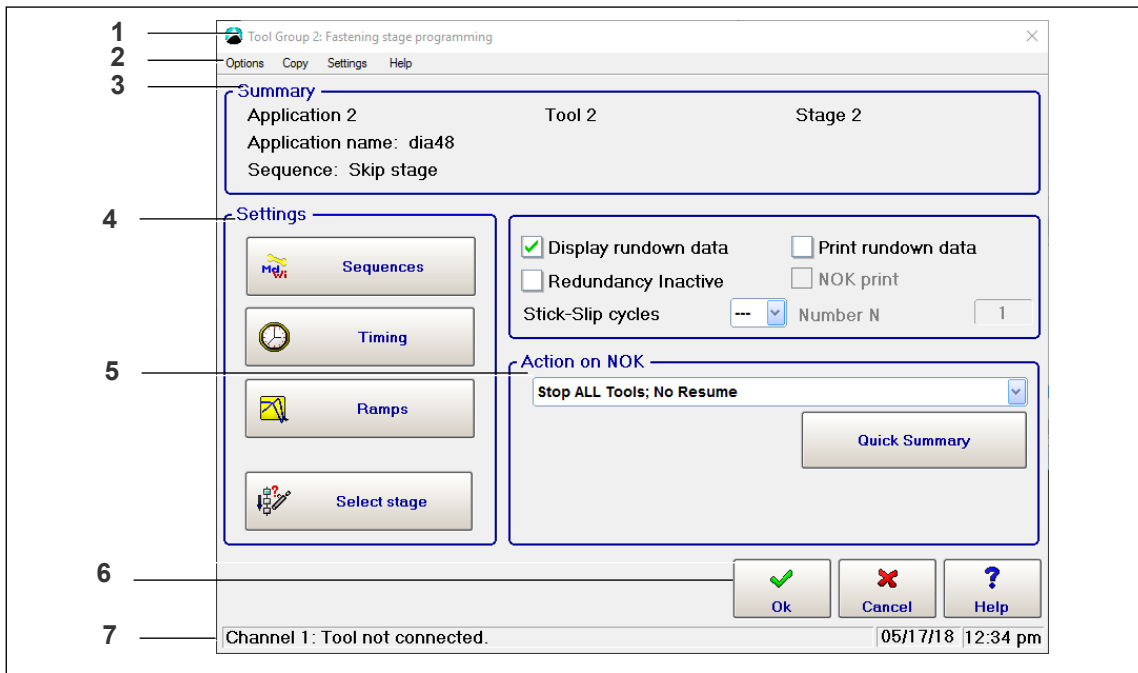 1
Tool Group 2: Fastening stage programming
2
Options Copy Settings Help
3
Summary
Application 2 Tool 2 Stage 2
Application name: dia48
Sequence: Skip stage
4
Settings
Sequences
Timing
Ramps
Select stage
Display rundown data Print rundown data
Redundancy Inactive NOK print
Stick-Slip cycles --- Number N 1
5
Action on NOK
Stop ALL Tools; No Resume
Quick Summary
6
Ok Cancel Help
7
Channel 1: Tool not connected. 05/17/18 12:34 pm